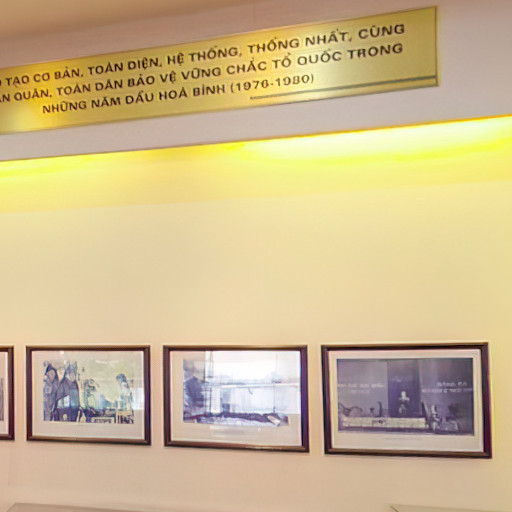 TẠO CƠ BẢN, TOÀN DIỆN, HỆ THỐNG, THỐNG NHẤT, CÙNG
QUÂN, TOÀN DÂN BẢO VỆ VỮNG CHẮC TỔ QUỐC TRONG
NHỮNG NĂM DẦU HOÀ BÌNH (1976-1980)